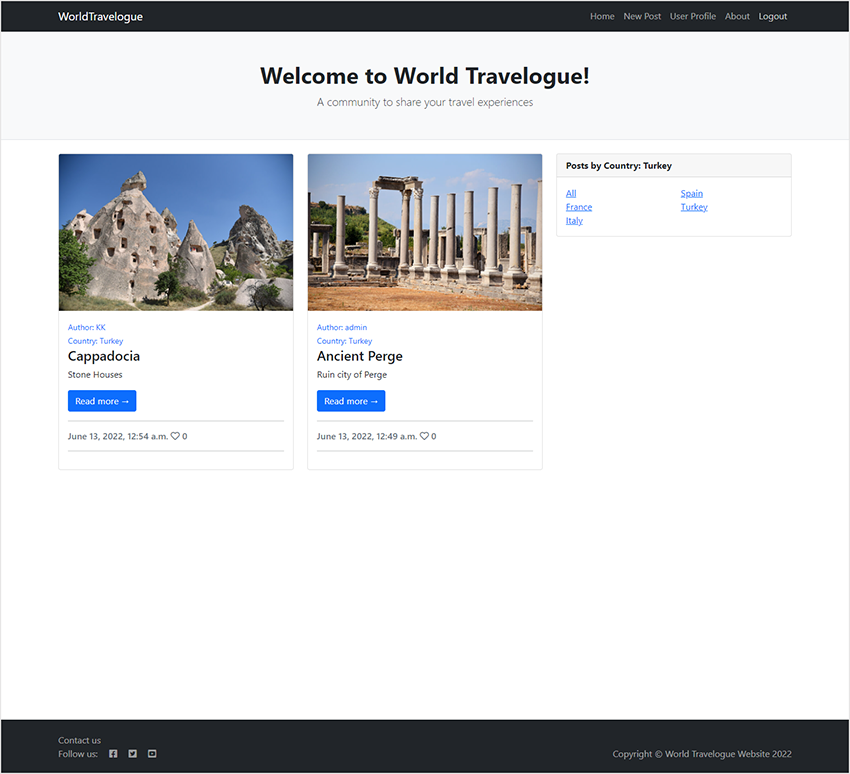 WorldTravelogue
Home New Post User Profile About Logout
Welcome to World Travelogue!
A community to share your travel experiences
Author: KK
Country: Turkey
Cappadocia
Stone Houses
Read more →
June 13, 2022, 12:54 a.m. ♡ 0
Author: admin
Country: Turkey
Ancient Perge
Ruin city of Perge
Read more →
June 13, 2022, 12:49 a.m. ♡ 0
Posts by Country: Turkey
All
France
Italy
Spain
Turkey
Contact us
Follow us:
Copyright © World Travelogue Website 2022